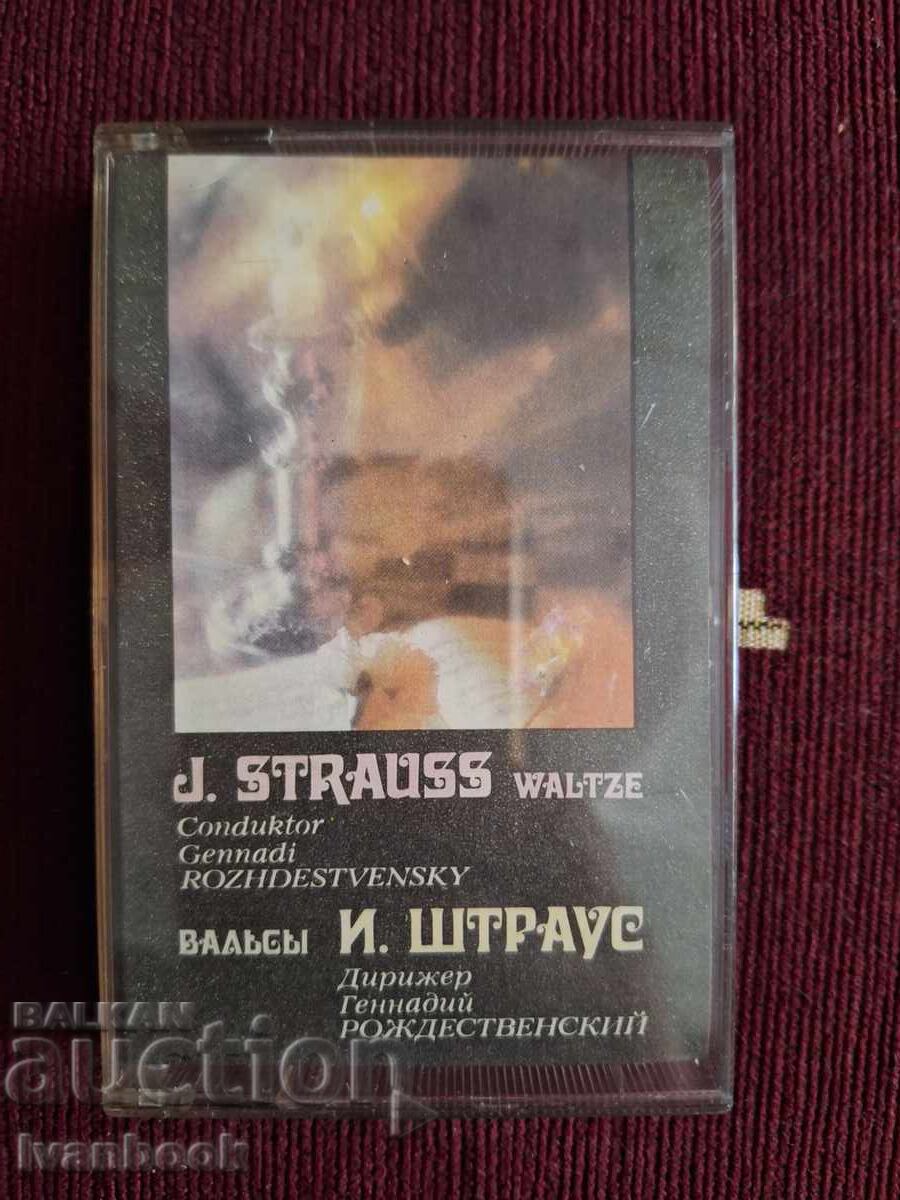 J. STRAUSS WALTZE
Conduktor
Gennadi
ROZHDESTVENSKY
ВАЛЬСЫ И. ШТРАУС
Дирижер
Геннадий
РОЖДЕСТВЕНСКИЙ
BALKAN
auction
Ivanbook